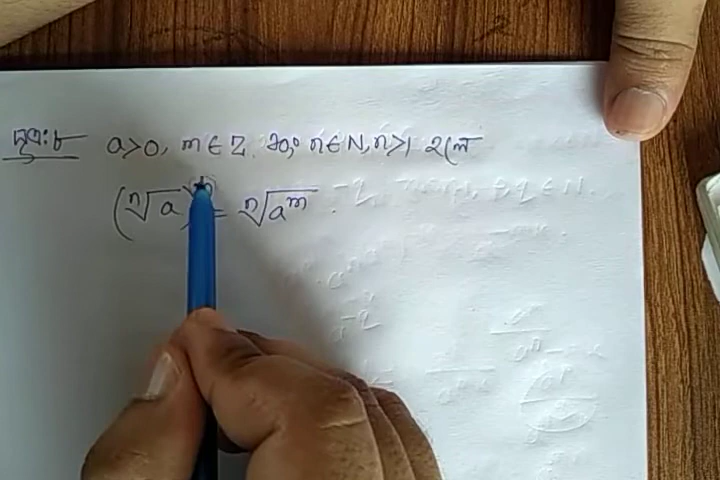 সূত্র: ৮ a>0, m ∈ Z এবং n ∈ N, n>1 হলে
(ⁿ√a)ᵐ = ⁿ√aᵐ .